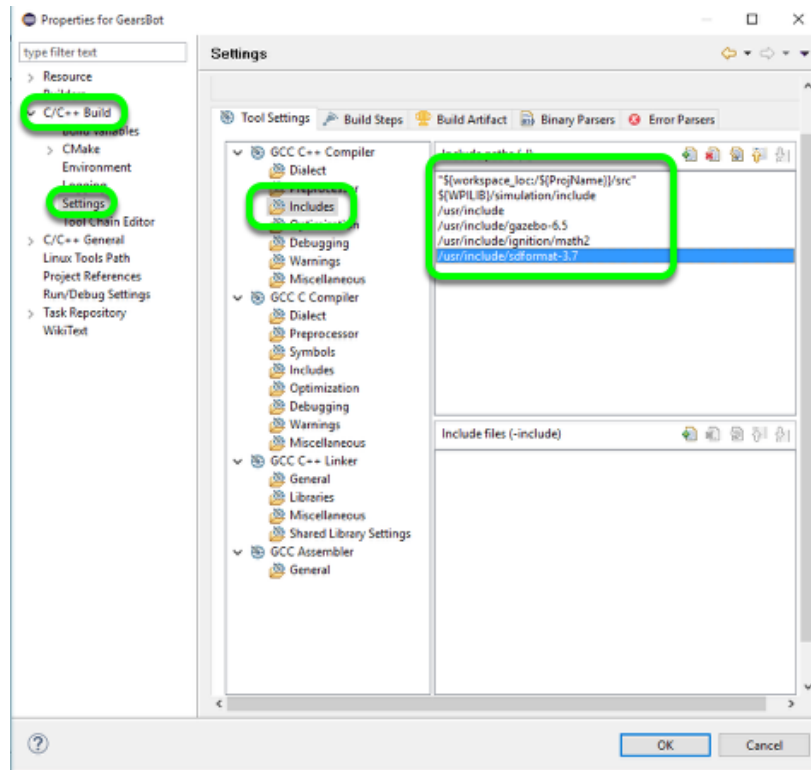 Properties for GearsBot
type filter text
Resource
Builders
C/C++ Build
Build Variables
CMake
Environment
Logging
Settings
Tool Chain Editor
C/C++ General
Linux Tools Path
Project References
Run/Debug Settings
Task Repository
WikiText
Settings
Tool Settings
Build Steps
Build Artifact
Binary Parsers
Error Parsers
GCC C++ Compiler
Dialect
Preprocessor
Includes
Optimization
Debugging
Warnings
Miscellaneous
GCC C Compiler
Dialect
Preprocessor
Symbols
Includes
Optimization
Debugging
Warnings
Miscellaneous
GCC C++ Linker
General
Libraries
Miscellaneous
Shared Library Settings
GCC Assembler
General
Include paths (-I)
"${workspace_loc:/${ProjName}}/src"
${WPILIB}/simulation/include
/usr/include
/usr/include/gazebo-6.5
/usr/include/ignition/math2
/usr/include/sdformat-3.7
Include files (-include)
OK
Cancel